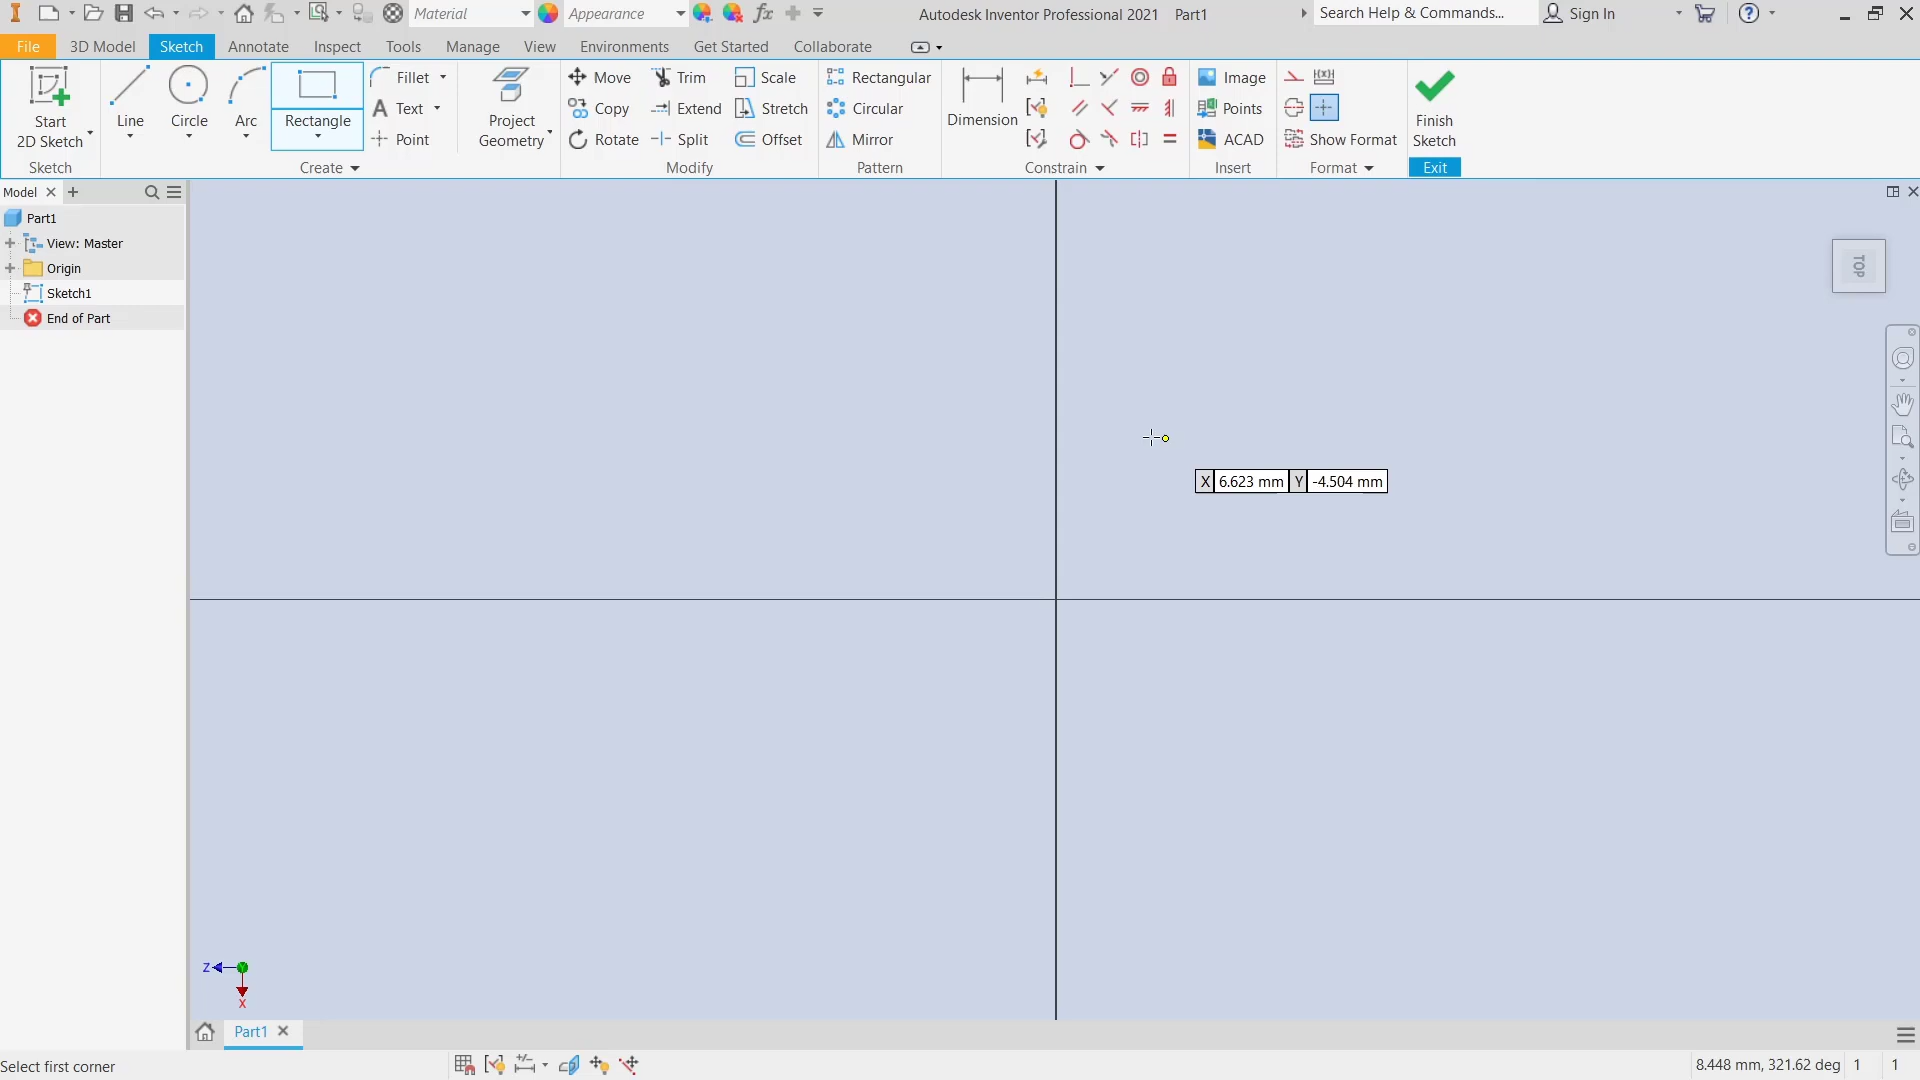 Material Appearance Autodesk Inventor Professional 2021 Part1 Search Help & Commands... Sign In
File 3D Model Sketch Annotate Inspect Tools Manage View Environments Get Started Collaborate
Start 2D Sketch
Line
Circle
Arc
Rectangle
Fillet
Text
Point
Project Geometry
Move Trim Scale
Copy Extend Stretch
Rotate Split Offset
Rectangular
Circular
Mirror
Dimension
Image
Points
ACAD
Show Format
Finish Sketch
Sketch Create Modify Pattern Constrain Insert Format Exit
Model
Part1
View: Master
Origin
Sketch1
End of Part
TOP
X 6.623 mm Y -4.504 mm
Z
X
Part1
Select first corner
8.448 mm, 321.62 deg 1 1